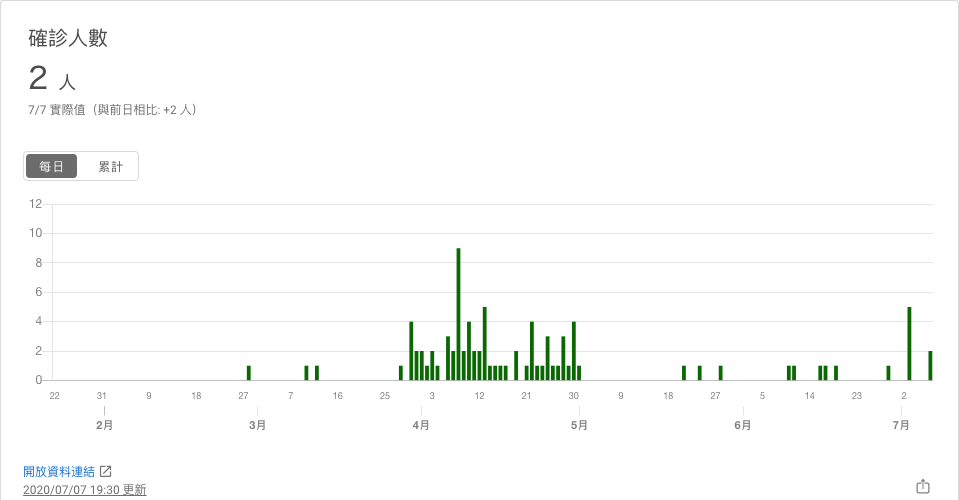 確診人數
2 人
7/7 實際值（與前日相比: +2 人）
每日 累計
12
10
8
6
4
2
0
22 31 9 18 27 7 16 25 3 12 21 30 9 18 27 5 14 23 2
2月 3月 4月 5月 6月 7月
開放資料連結
2020/07/07 19:30 更新